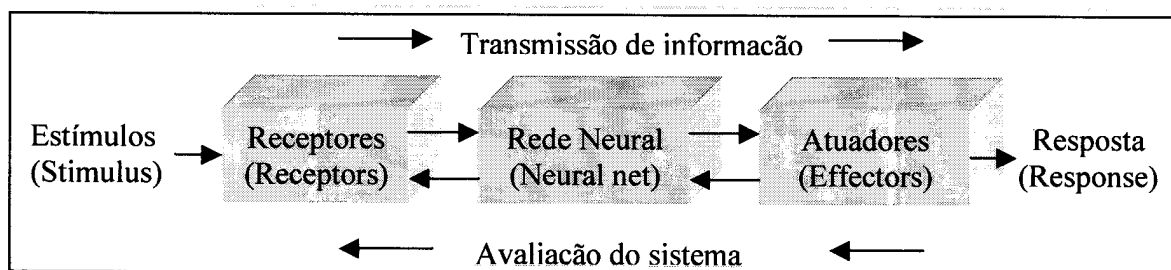 Transmissão de informacão
Estímulos
(Stimulus)
Receptores
(Receptors)
Rede Neural
(Neural net)
Atuadores
(Effectors)
Resposta
(Response)
Avaliacão do sistema